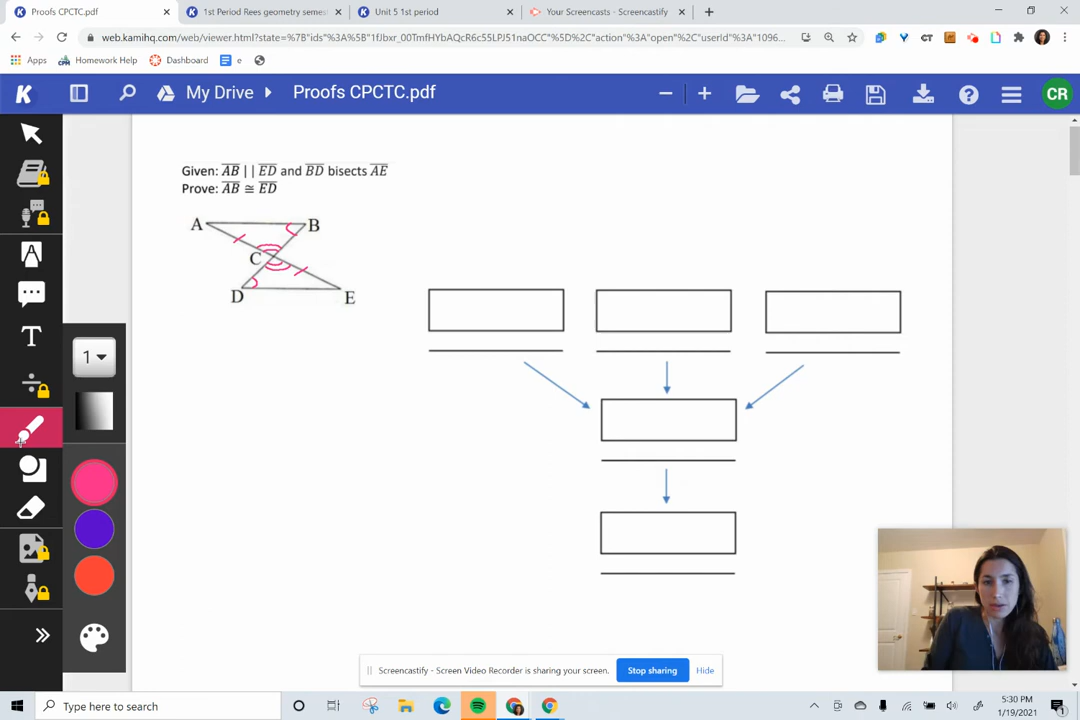 Proofs CPCTC.pdf
1st Period Rees geometry semes
Unit 5 1st period
Your Screencasts - Screencastify
web.kamihq.com/web/viewer.html?state=%7B"ids"%3A%5B"1fJbxr_00TmfHYbAQcR6c55LPJ51naOCC"%5D%2C"action"%3A"open"%2C"userId"%3A"1096...
Apps
CPM Homework Help
Dashboard
K
My Drive
Proofs CPCTC.pdf
CR
Given: AB || ED and BD bisects AE
Prove: AB ≅ ED
A
B
C
D
E
1
Screencastify - Screen Video Recorder is sharing your screen.
Stop sharing
Hide
Type here to search
5:30 PM
1/19/2021